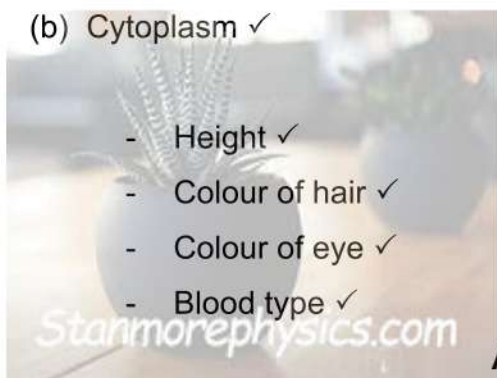 (b) Cytoplasm ✓
- Height ✓
- Colour of hair ✓
- Colour of eye ✓
- Blood type ✓
Stanmorephysics.com